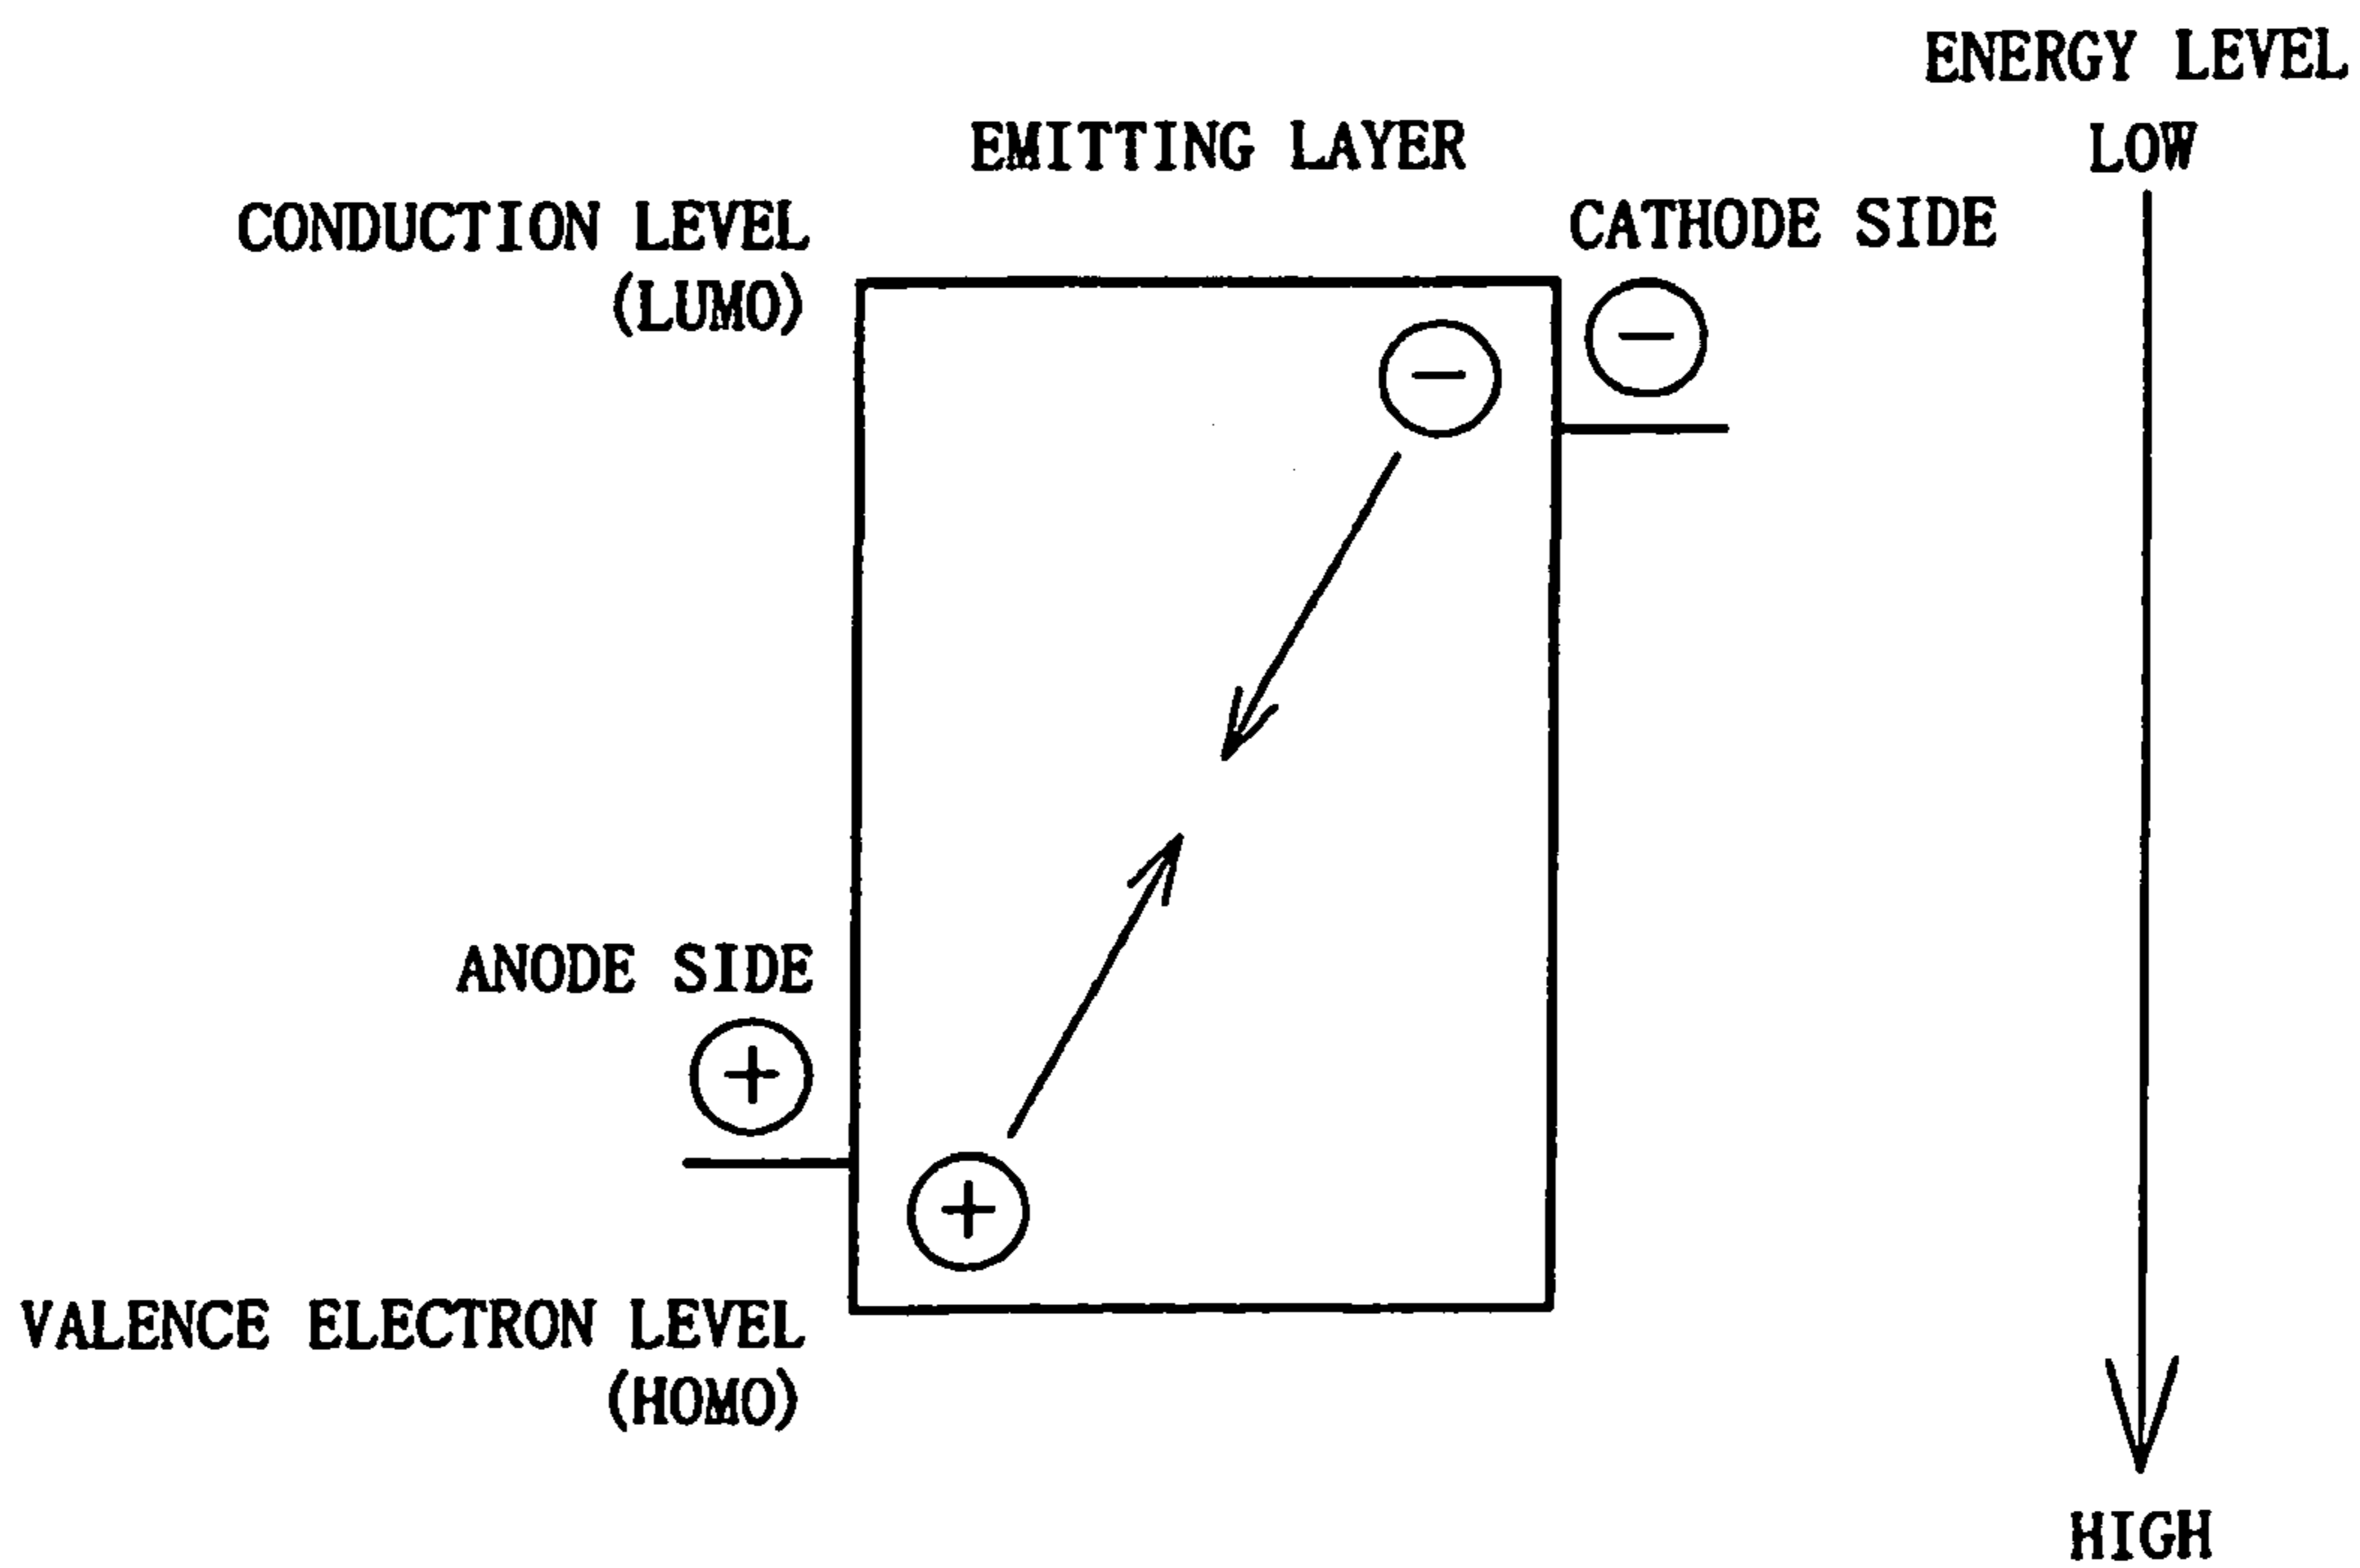 ENERGY LEVEL
LOW
EMITTING LAYER
CONDUCTION LEVEL
(LUMO)
CATHODE SIDE
−
−
ANODE SIDE
+
+
VALENCE ELECTRON LEVEL
(HOMO)
HIGH